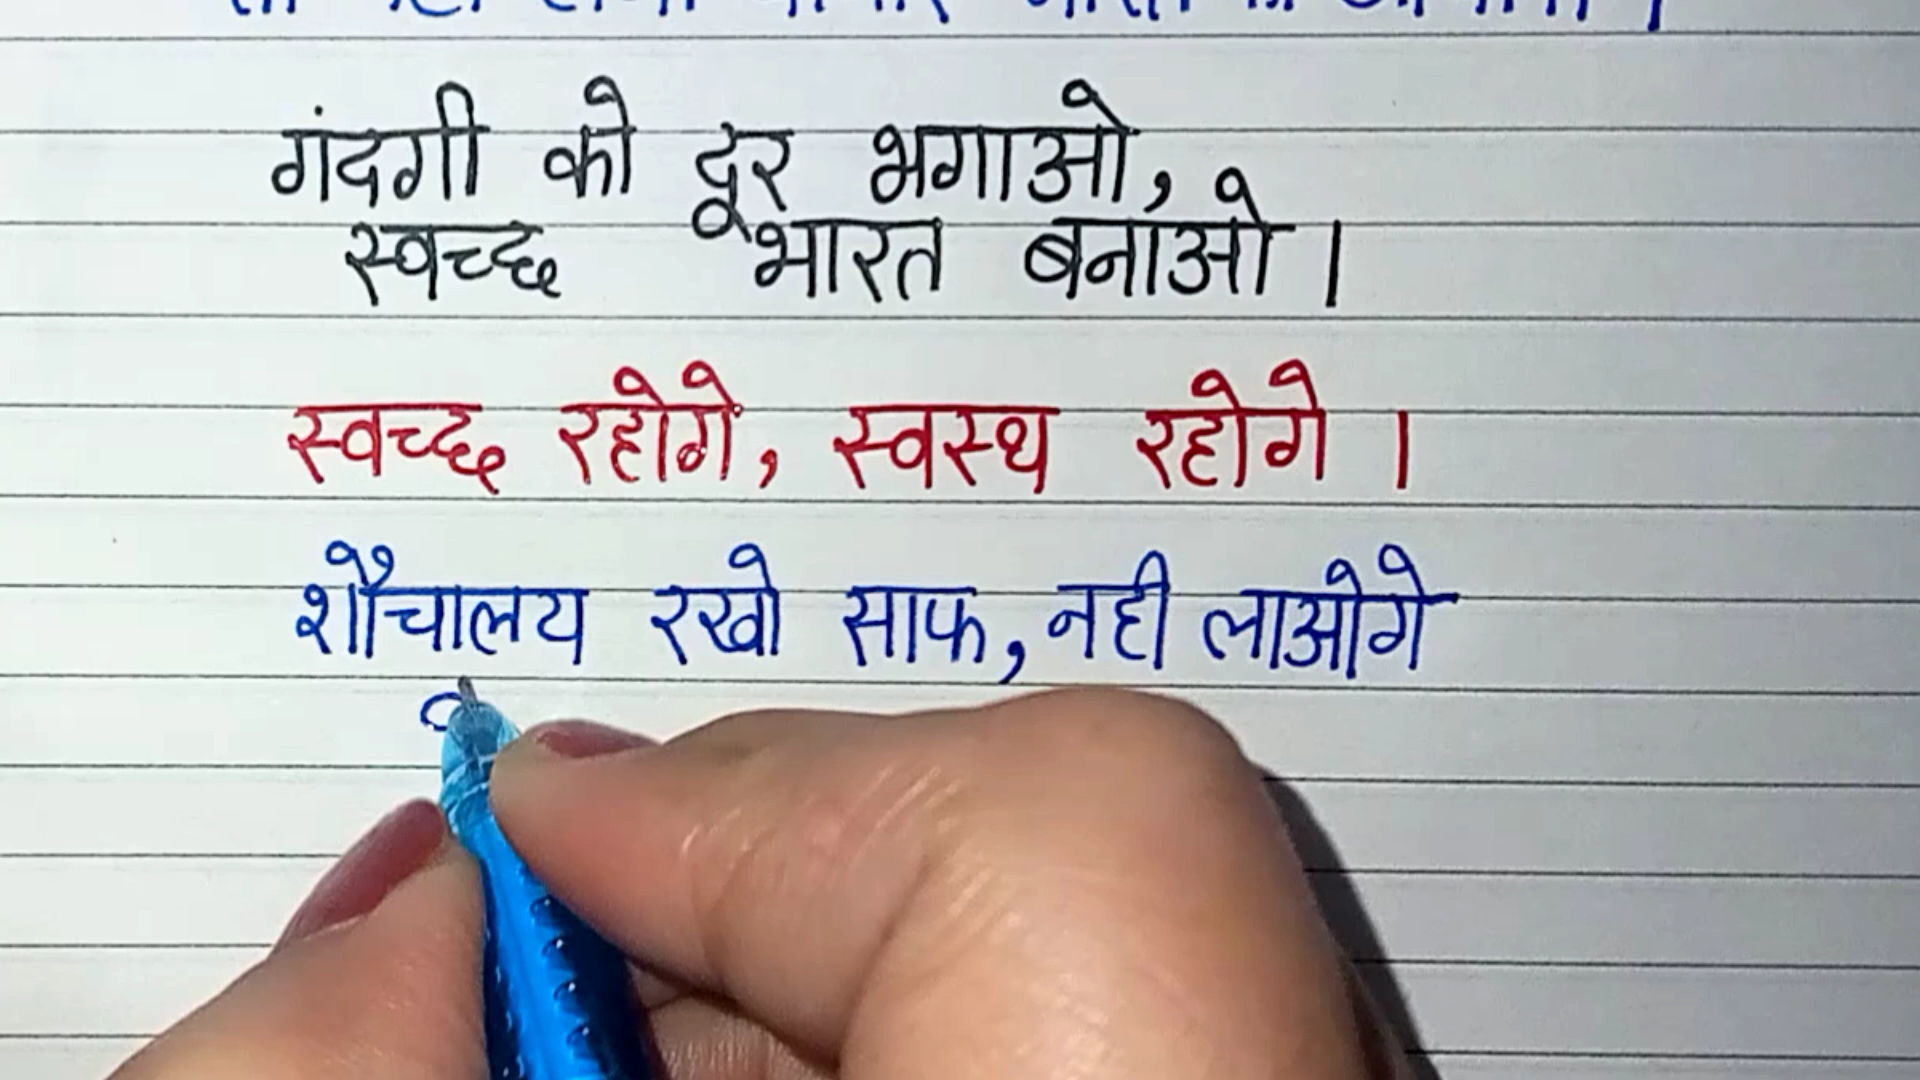 गंदगी को दूर भगाओ,
स्वच्छ भारत बनाओ।
स्वच्छ रहोगे, स्वस्थ रहोगे।
शौचालय रखो साफ, नही लाओगे